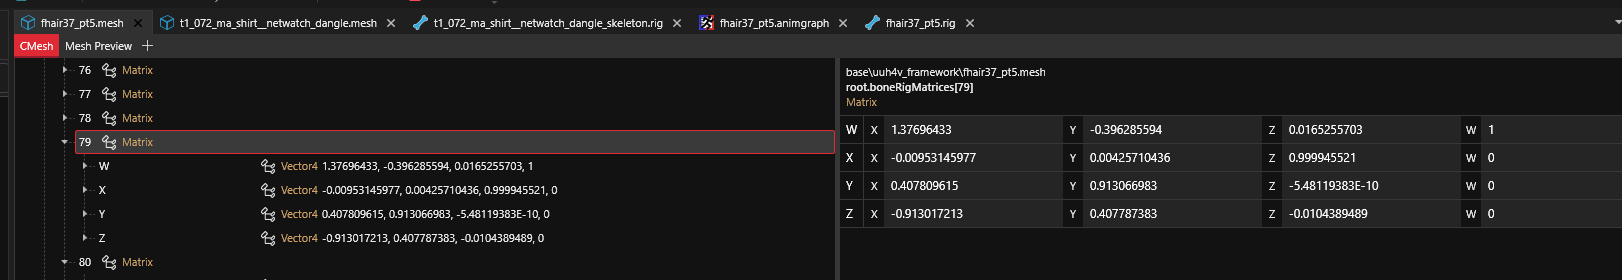 fhair37_pt5.mesh t1_072_ma_shirt__netwatch_dangle.mesh t1_072_ma_shirt__netwatch_dangle_skeleton.rig fhair37_pt5.animgraph fhair37_pt5.rig
CMesh Mesh Preview
76 Matrix
77 Matrix
78 Matrix
79 Matrix
W Vector4 1.37696433, -0.396285594, 0.0165255703, 1
X Vector4 -0.00953145977, 0.00425710436, 0.999945521, 0
Y Vector4 0.407809615, 0.913066983, -5.48119383E-10, 0
Z Vector4 -0.913017213, 0.407787383, -0.0104389489, 0
80 Matrix
base\uuh4v_framework\fhair37_pt5.mesh
root.boneRigMatrices[79]
Matrix
W X 1.37696433 Y -0.396285594 Z 0.0165255703 W 1
X X -0.00953145977 Y 0.00425710436 Z 0.999945521 W 0
Y X 0.407809615 Y 0.913066983 Z -5.48119383E-10 W 0
Z X -0.913017213 Y 0.407787383 Z -0.0104389489 W 0